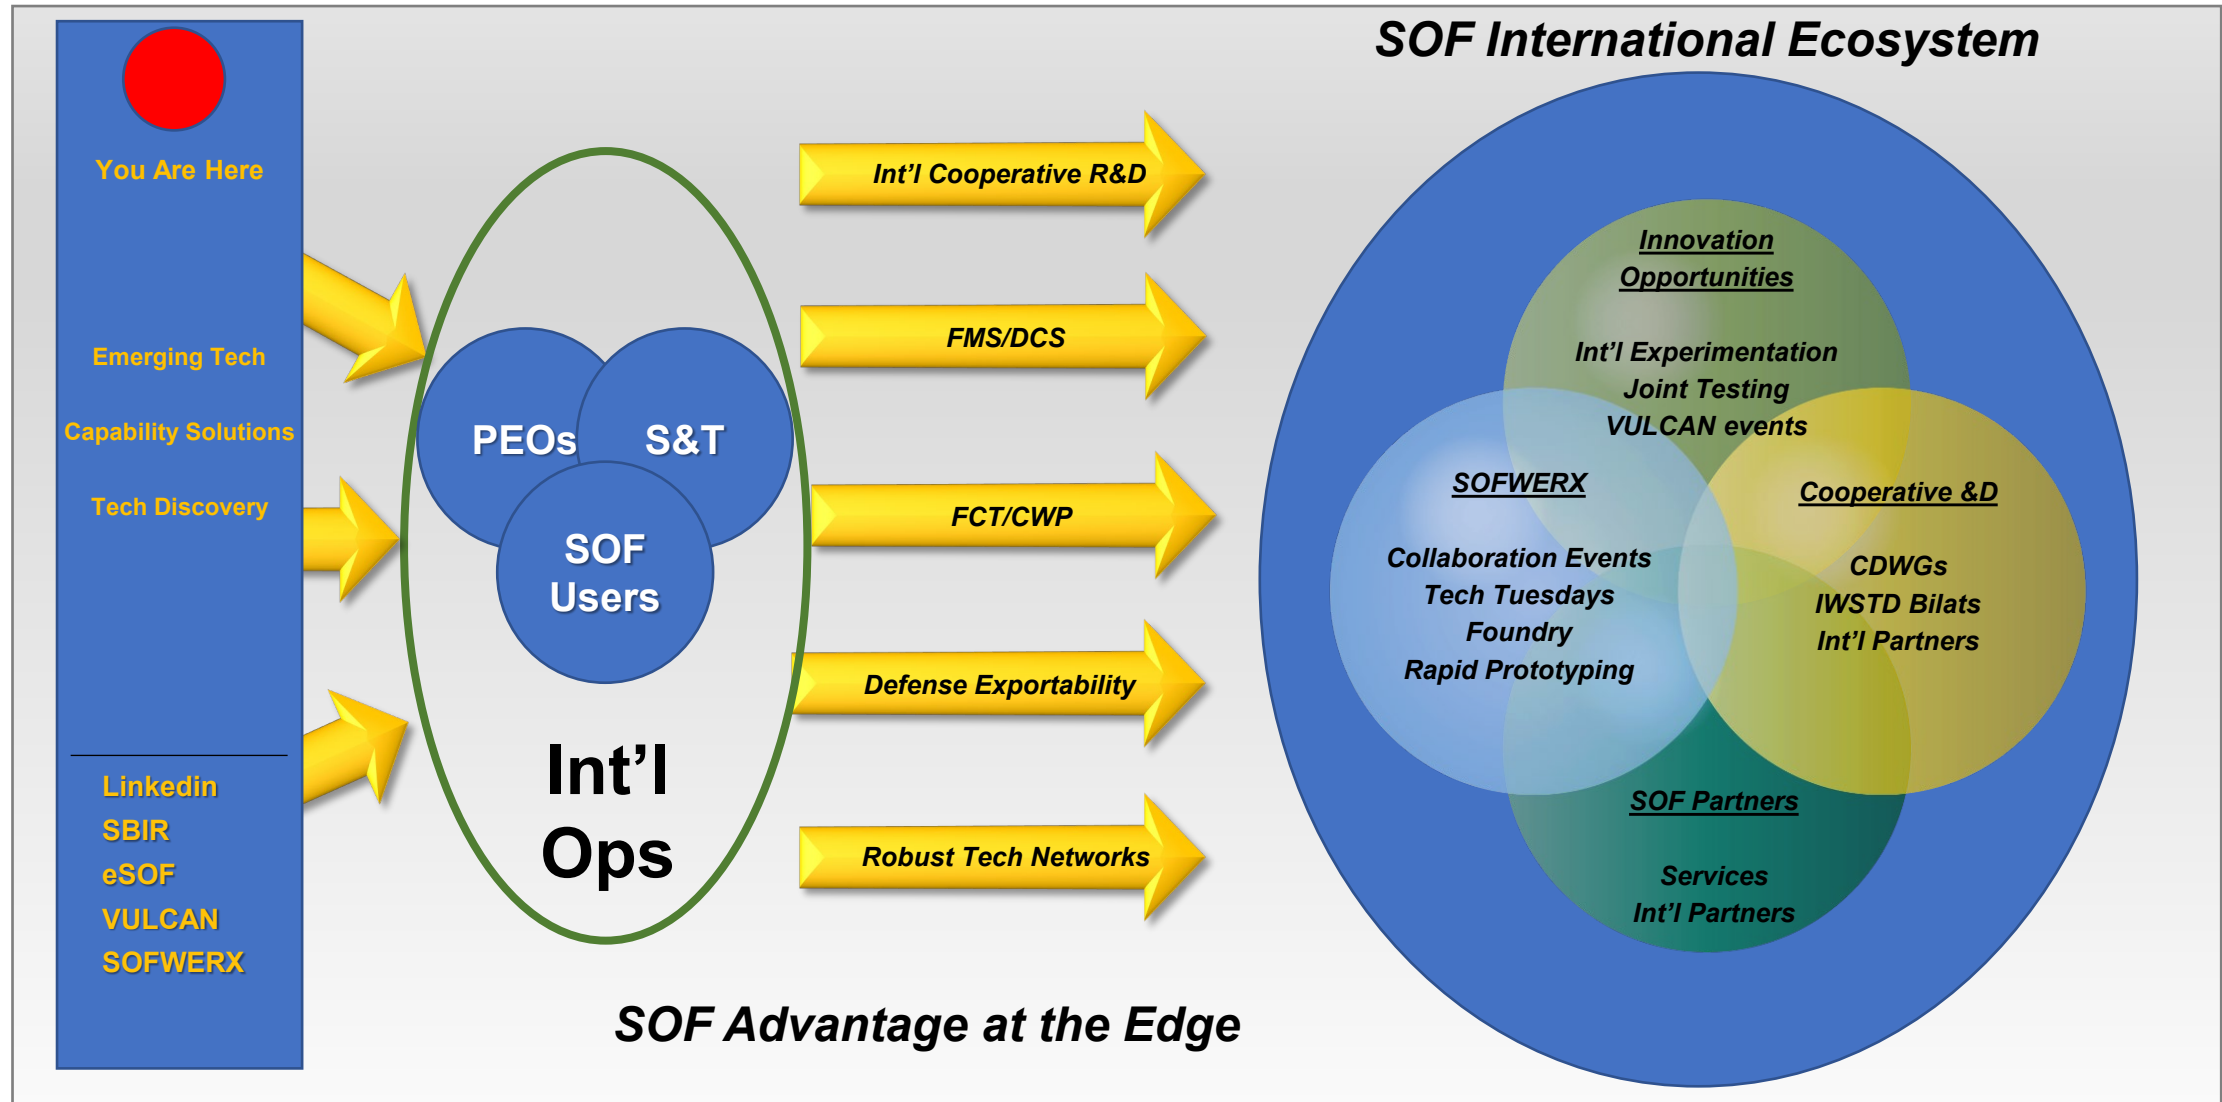 SOF International Ecosystem
You Are Here
Emerging Tech
Capability Solutions
Tech Discovery
Linkedin
SBIR
eSOF
VULCAN
SOFWERX
PEOs
S&T
SOF
Users
Int'l
Ops
Int'l Cooperative R&D
FMS/DCS
FCT/CWP
Defense Exportability
Robust Tech Networks
Innovation
Opportunities
Int'l Experimentation
Joint Testing
VULCAN events
SOFWERX
Collaboration Events
Tech Tuesdays
Foundry
Rapid Prototyping
Cooperative &D
CDWGs
IWSTD Bilats
Int'l Partners
SOF Partners
Services
Int'l Partners
SOF Advantage at the Edge